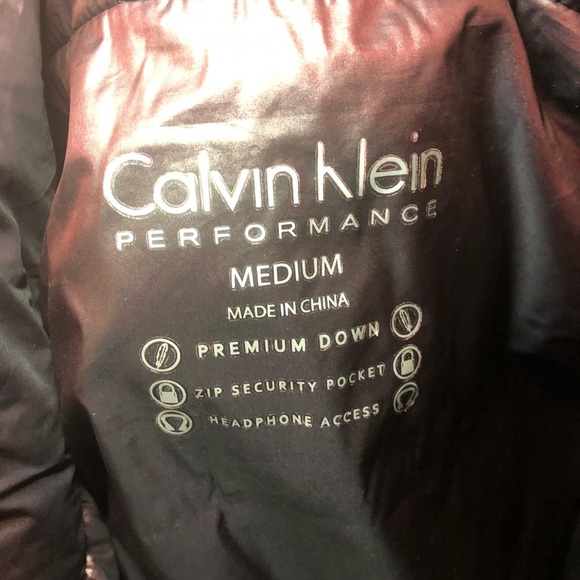 Calvin Klein
PERFORMANCE
MEDIUM
MADE IN CHINA
PREMIUM DOWN
ZIP SECURITY POCKET
HEADPHONE ACCESS